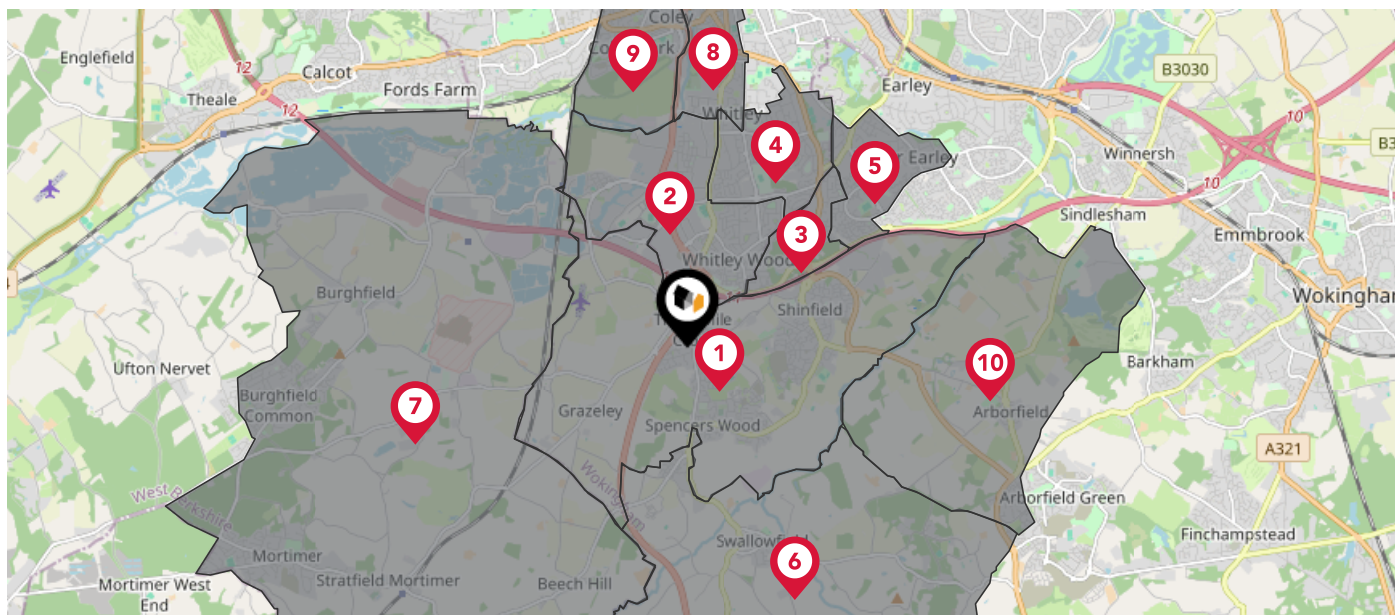 Coley
Englefield
Calcot
12
Theale
12
Fords Farm
9
8
Earley
B3030
10
Whitley
4
5
Earley
Winnersh
10
2
3
Sindlesham
Emmbrook
Whitley Wood
Burghfield
Shinfield
Wokingham
1
10
Ufton Nervet
Barkham
Burghfield
Common
7
Grazeley
Arborfield
Spencers Wood
A321
West Berkshire
Wokingham
Arborfield Green
Finchampstead
Mortimer
Swallowfield
6
Mortimer West
End
Stratfield Mortimer
Beech Hill